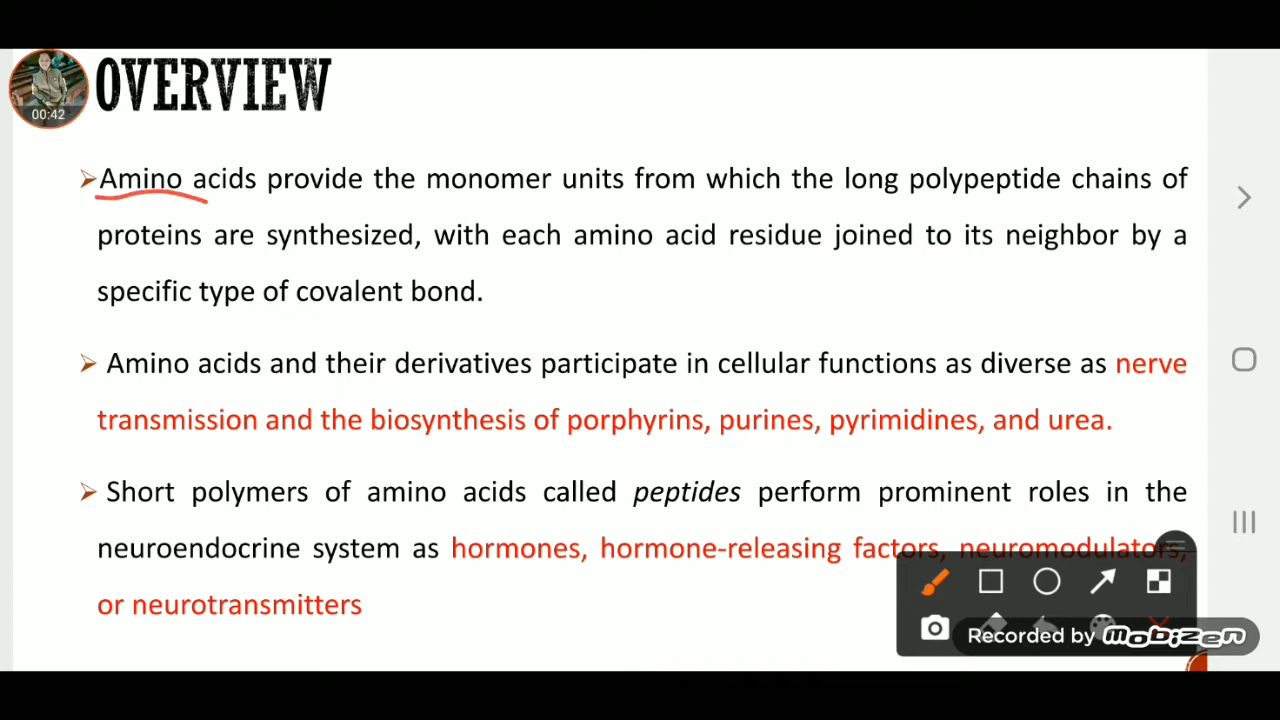 00:42
OVERVIEW
➢Amino acids provide the monomer units from which the long polypeptide chains of
proteins are synthesized, with each amino acid residue joined to its neighbor by a
specific type of covalent bond.
➢ Amino acids and their derivatives participate in cellular functions as diverse as nerve
transmission and the biosynthesis of porphyrins, purines, pyrimidines, and urea.
➢ Short polymers of amino acids called peptides perform prominent roles in the
neuroendocrine system as hormones, hormone-releasing factors, neuromodulators,
or neurotransmitters
Recorded by mobizen